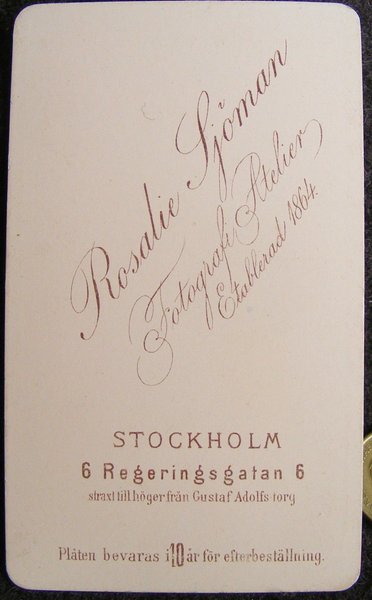 Rosalie Sjöman
Fotografi Atelier
Etablerad 1864.
STOCKHOLM
6 Regeringsgatan 6
straxt till höger från Gustaf Adolfs torg
Plåten bevaras i 10 år för efterbeställning.